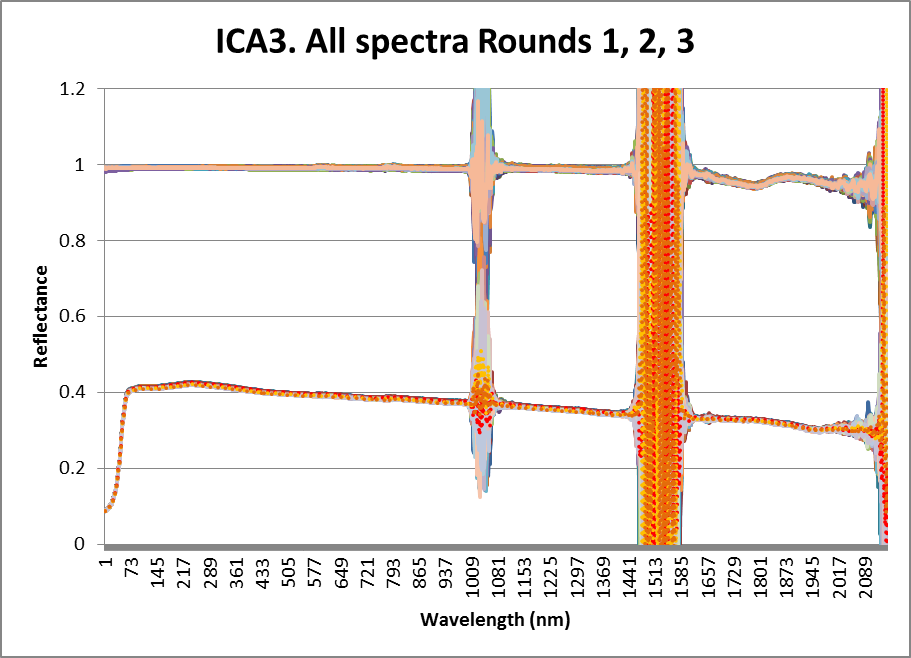 ICA3. All spectra Rounds 1, 2, 3
Reflectance
1.2
1
0.8
0.6
0.4
0.2
0
1 73 145 217 289 361 433 505 577 649 721 793 865 937 1009 1081 1153 1225 1297 1369 1441 1513 1585 1657 1729 1801 1873 1945 2017 2089
Wavelength (nm)